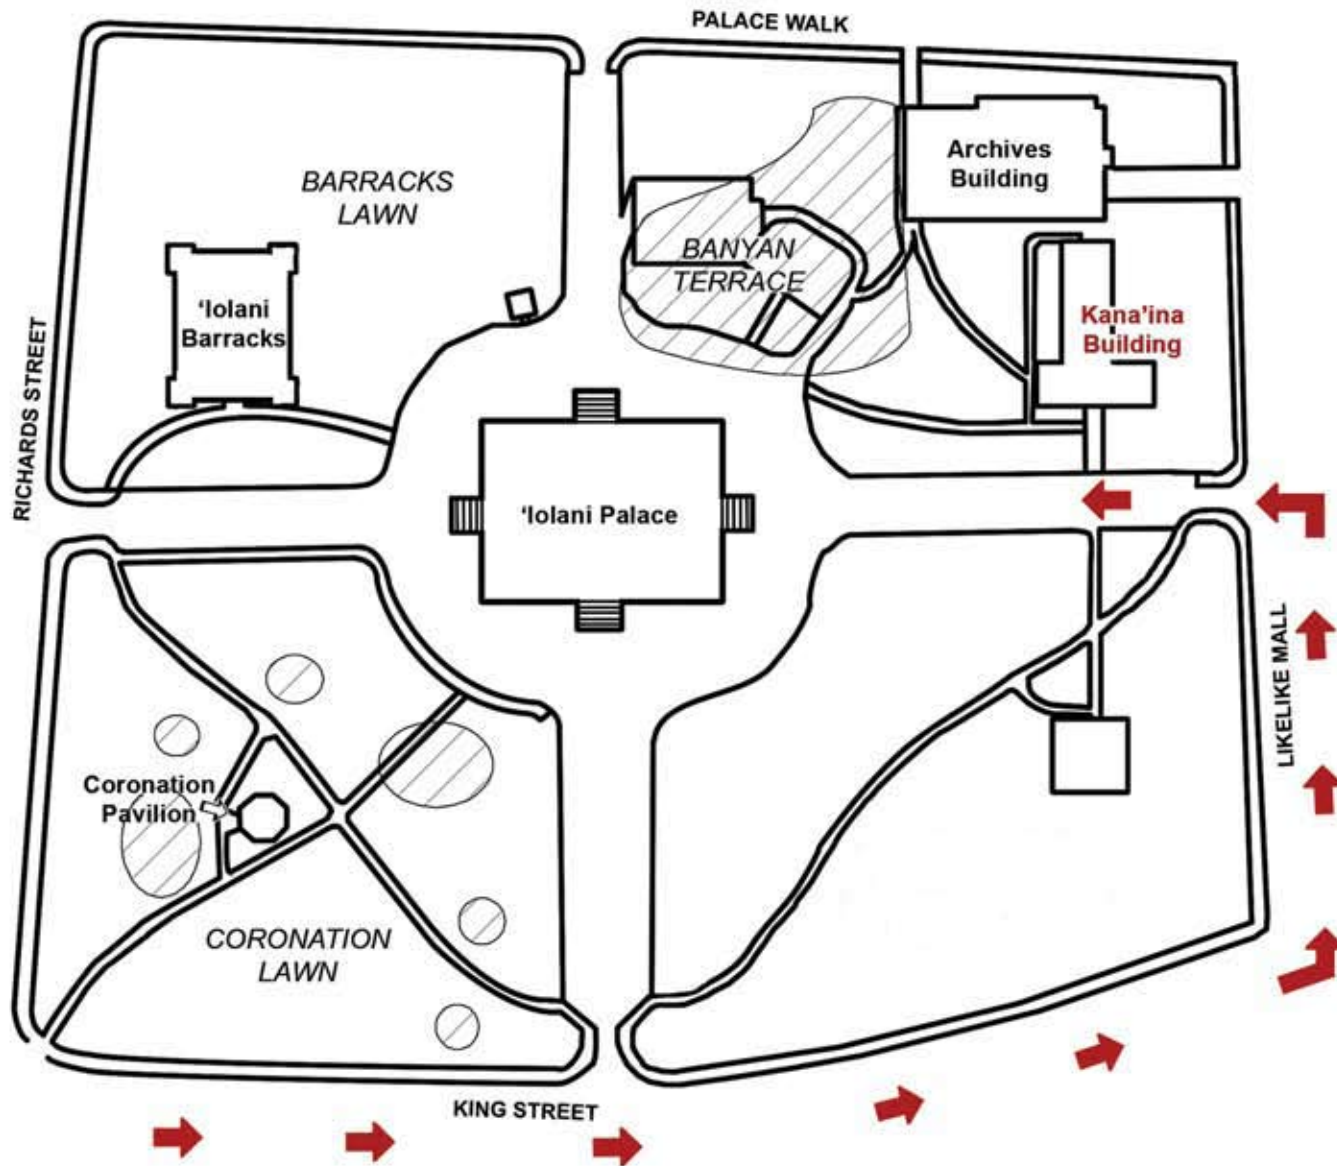 PALACE WALK
Archives
Building
BARRACKS
LAWN
BANYAN
TERRACE
‘Iolani
Barracks
Kana’ina
Building
RICHARDS STREET
‘Iolani Palace
LIKELIKE MALL
Coronation
Pavilion
CORONATION
LAWN
KING STREET